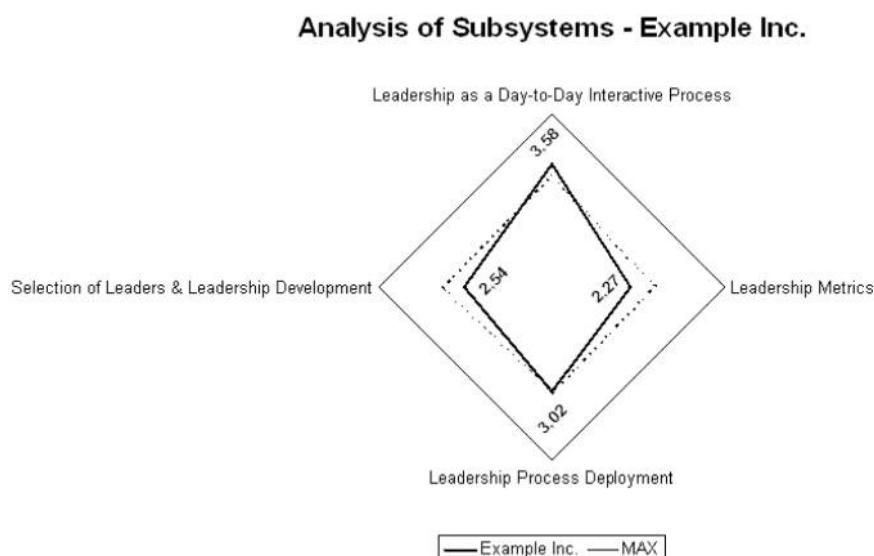 Analysis of Subsystems - Example Inc.
Leadership as a Day-to-Day Interactive Process
3.58
Selection of Leaders & Leadership Development
2.54
2.27
Leadership Metrics
3.02
Leadership Process Deployment
Example Inc.
MAX